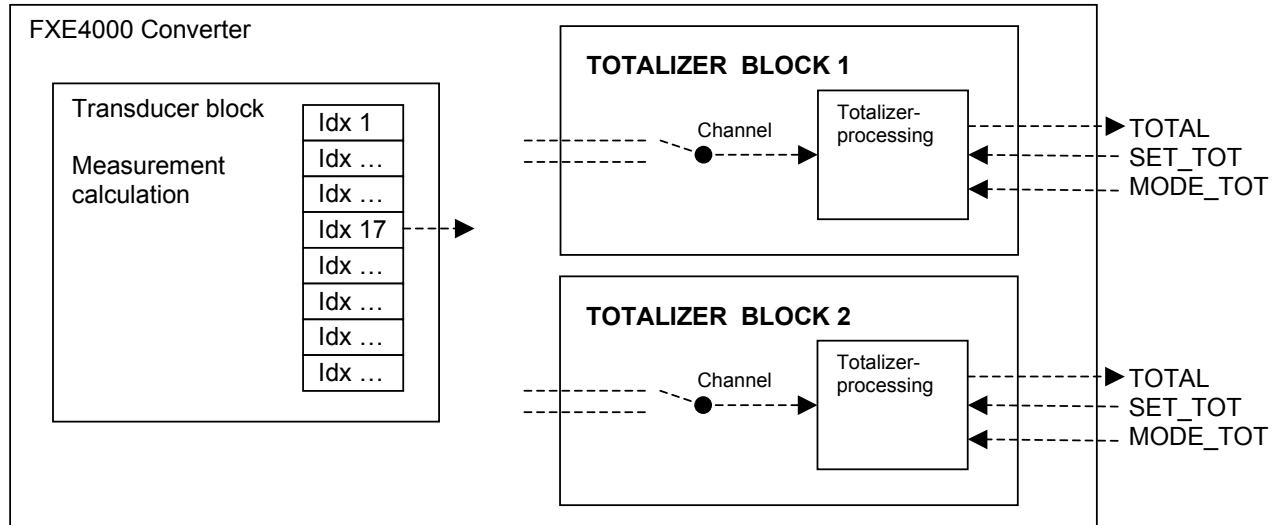 FXE4000 Converter
Transducer block
Measurement
calculation
Idx 1
Idx …
Idx …
Idx 17
Idx …
Idx …
Idx …
Idx …
TOTALIZER BLOCK 1
Channel
Totalizer-
processing
TOTAL
SET_TOT
MODE_TOT
TOTALIZER BLOCK 2
Channel
Totalizer-
processing
TOTAL
SET_TOT
MODE_TOT